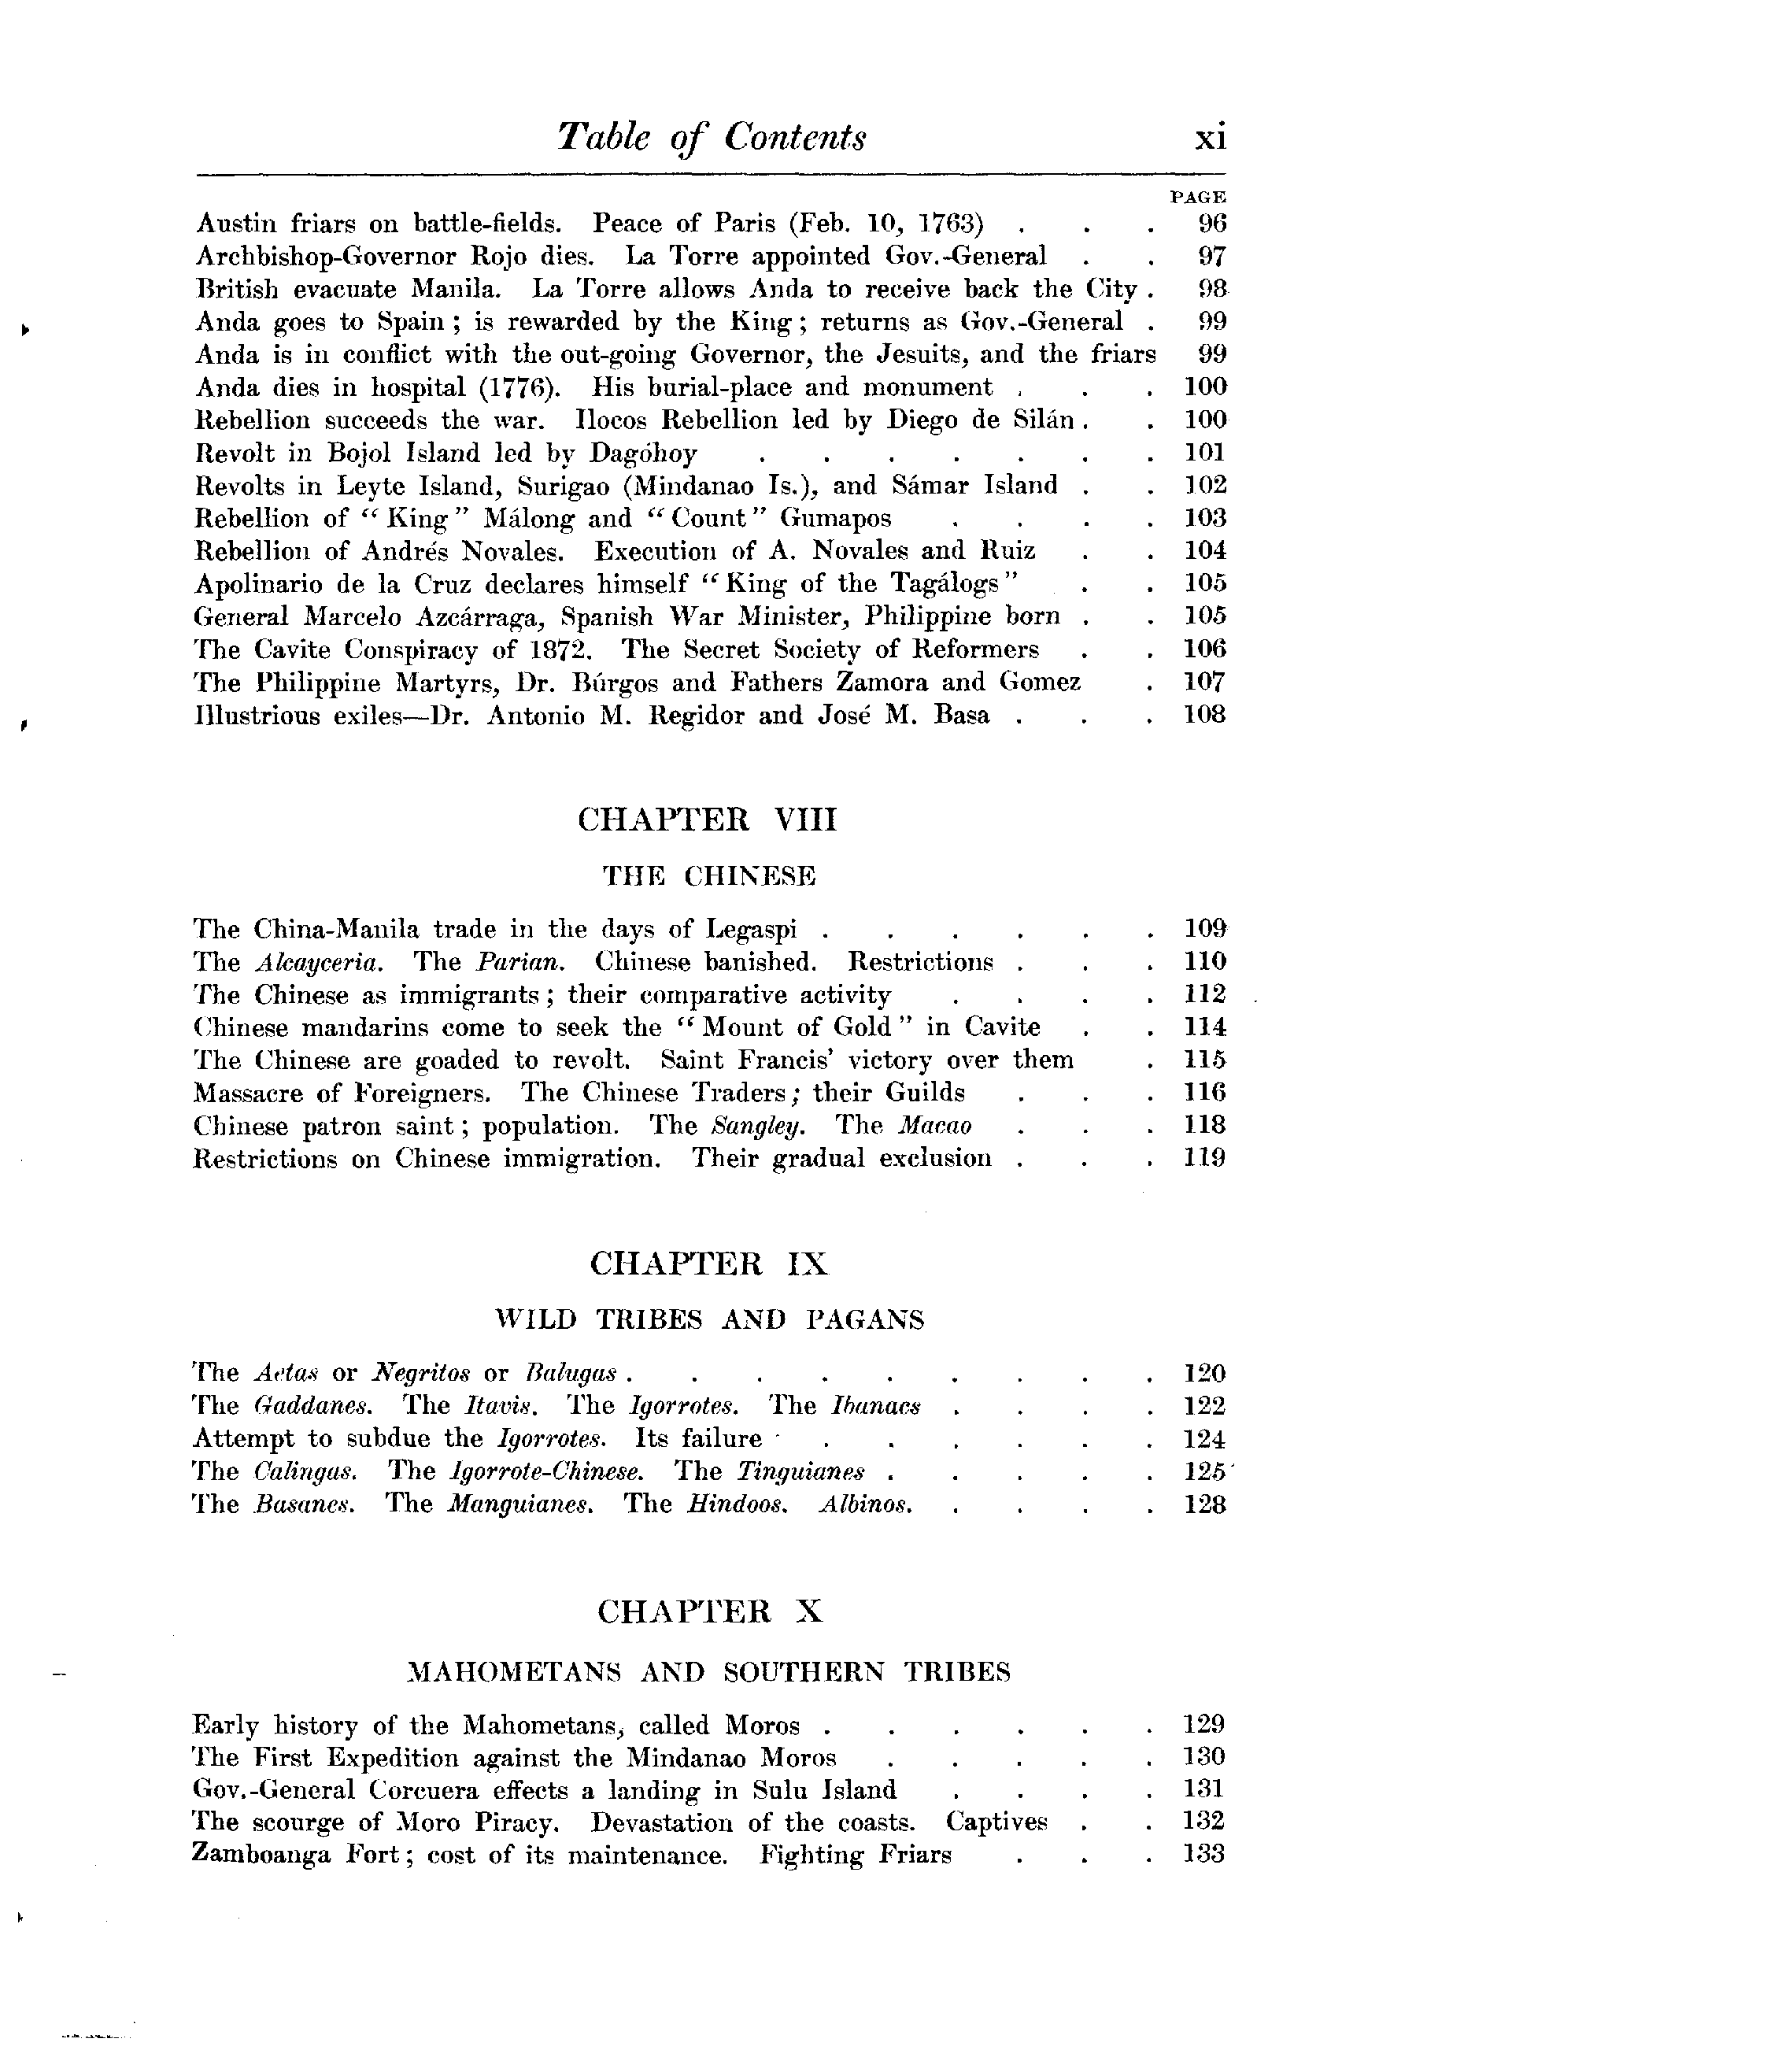 Table of Contents xi
PAGE
Austin friars on battle-fields. Peace of Paris (Feb. 10, 1763) . . . 96
Archbishop-Governor Rojo dies. La Torre appointed Gov.-General . . 97
British evacuate Manila. La Torre allows Anda to receive back the City . 98
Anda goes to Spain ; is rewarded by the King ; returns as Gov.-General . 99
Anda is in conflict with the out-going Governor, the Jesuits, and the friars 99
Anda dies in hospital (1776). His burial-place and monument . . . 100
Rebellion succeeds the war. Ilocos Rebellion led by Diego de Silán . . 100
Revolt in Bojol Island led by Dagóhoy . . . . . . . 101
Revolts in Leyte Island, Surigao (Mindanao Is.), and Sámar Island . . 102
Rebellion of “ King ” Málong and “ Count ” Gumapos . . . . 103
Rebellion of Andrés Novales. Execution of A. Novales and Ruiz . . 104
Apolinario de la Cruz declares himself “ King of the Tagálogs ” . . 105
General Marcelo Azcárraga, Spanish War Minister, Philippine born . . 105
The Cavite Conspiracy of 1872. The Secret Society of Reformers . . 106
The Philippine Martyrs, Dr. Búrgos and Fathers Zamora and Gomez . 107
Illustrious exiles—Dr. Antonio M. Regidor and José M. Basa . . . 108
CHAPTER VIII
THE CHINESE
The China-Manila trade in the days of Legaspi . . . . . . 109
The Alcayceria. The Parian. Chinese banished. Restrictions . . . 110
The Chinese as immigrants ; their comparative activity . . . . 112
Chinese mandarins come to seek the “ Mount of Gold ” in Cavite . . 114
The Chinese are goaded to revolt. Saint Francis’ victory over them . 115
Massacre of Foreigners. The Chinese Traders ; their Guilds . . . 116
Chinese patron saint ; population. The Sangley. The Macao . . . 118
Restrictions on Chinese immigration. Their gradual exclusion . . . 119
CHAPTER IX
WILD TRIBES AND PAGANS
The Aetas or Negritos or Balugas . . . . . . . . . 120
The Gaddanes. The Itavis. The Igorrotes. The Ibanacs . . . . 122
Attempt to subdue the Igorrotes. Its failure . . . . . . 124
The Calingas. The Igorrote-Chinese. The Tinguianes . . . . . 125
The Basanes. The Manguianes. The Hindoos. Albinos. . . . . 128
CHAPTER X
MAHOMETANS AND SOUTHERN TRIBES
Early history of the Mahometans, called Moros . . . . . . 129
The First Expedition against the Mindanao Moros . . . . . 130
Gov.-General Corcuera effects a landing in Sulu Island . . . . 131
The scourge of Moro Piracy. Devastation of the coasts. Captives . . 132
Zamboanga Fort ; cost of its maintenance. Fighting Friars . . . 133